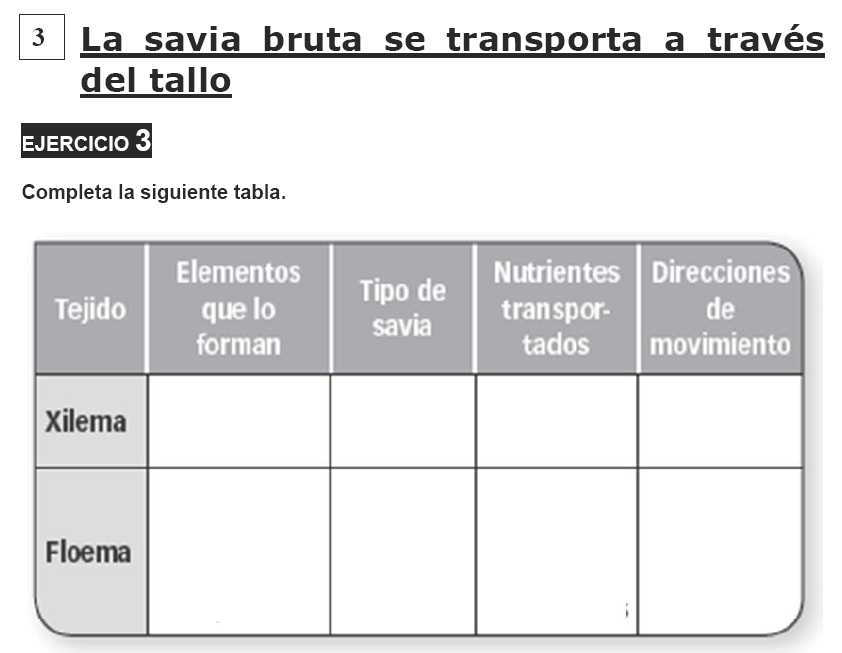 3 La savia bruta se transporta a través
del tallo
EJERCICIO 3
Completa la siguiente tabla.
Tejido
Elementos
que lo
forman
Tipo de
savia
Nutrientes
transpor-
tados
Direcciones
de
movimiento
Xilema
Floema